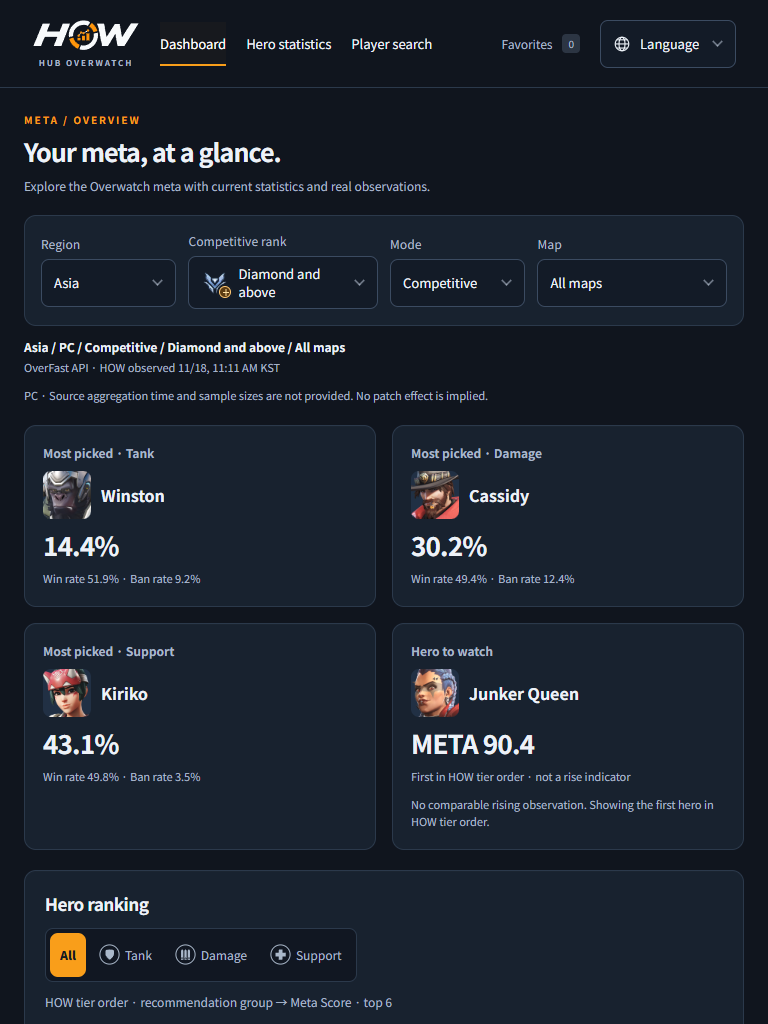 HOW
HUB OVERWATCH
Dashboard
Hero statistics
Player search
Favorites 0
Language
META / OVERVIEW
Your meta, at a glance.
Explore the Overwatch meta with current statistics and real observations.
Region
Asia
Competitive rank
Diamond and
above
Mode
Competitive
Map
All maps
Asia / PC / Competitive / Diamond and above / All maps
OverFast API · HOW observed 11/18, 11:11 AM KST
PC · Source aggregation time and sample sizes are not provided. No patch effect is implied.
Most picked · Tank
Winston
14.4%
Win rate 51.9% · Ban rate 9.2%
Most picked · Damage
Cassidy
30.2%
Win rate 49.4% · Ban rate 12.4%
Most picked · Support
Kiriko
43.1%
Win rate 49.8% · Ban rate 3.5%
Hero to watch
Junker Queen
META 90.4
First in HOW tier order · not a rise indicator
No comparable rising observation. Showing the first hero in
HOW tier order.
Hero ranking
All
Tank
Damage
Support
HOW tier order · recommendation group → Meta Score · top 6